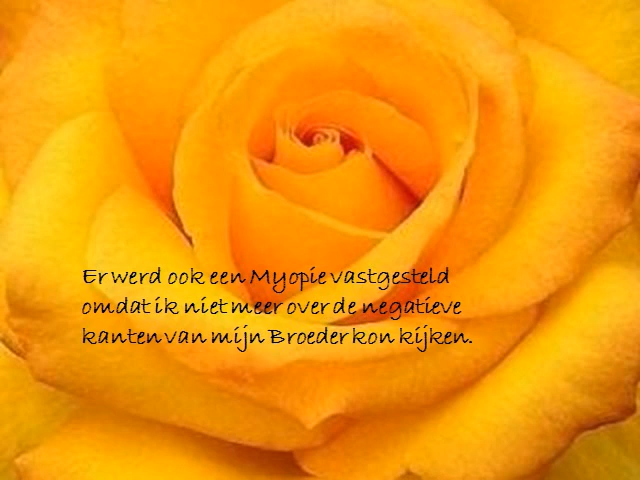 Er werd ook een Myopie vastgesteld
omdat ik niet meer over de negatieve
kanten van mijn Broeder kon kijken.